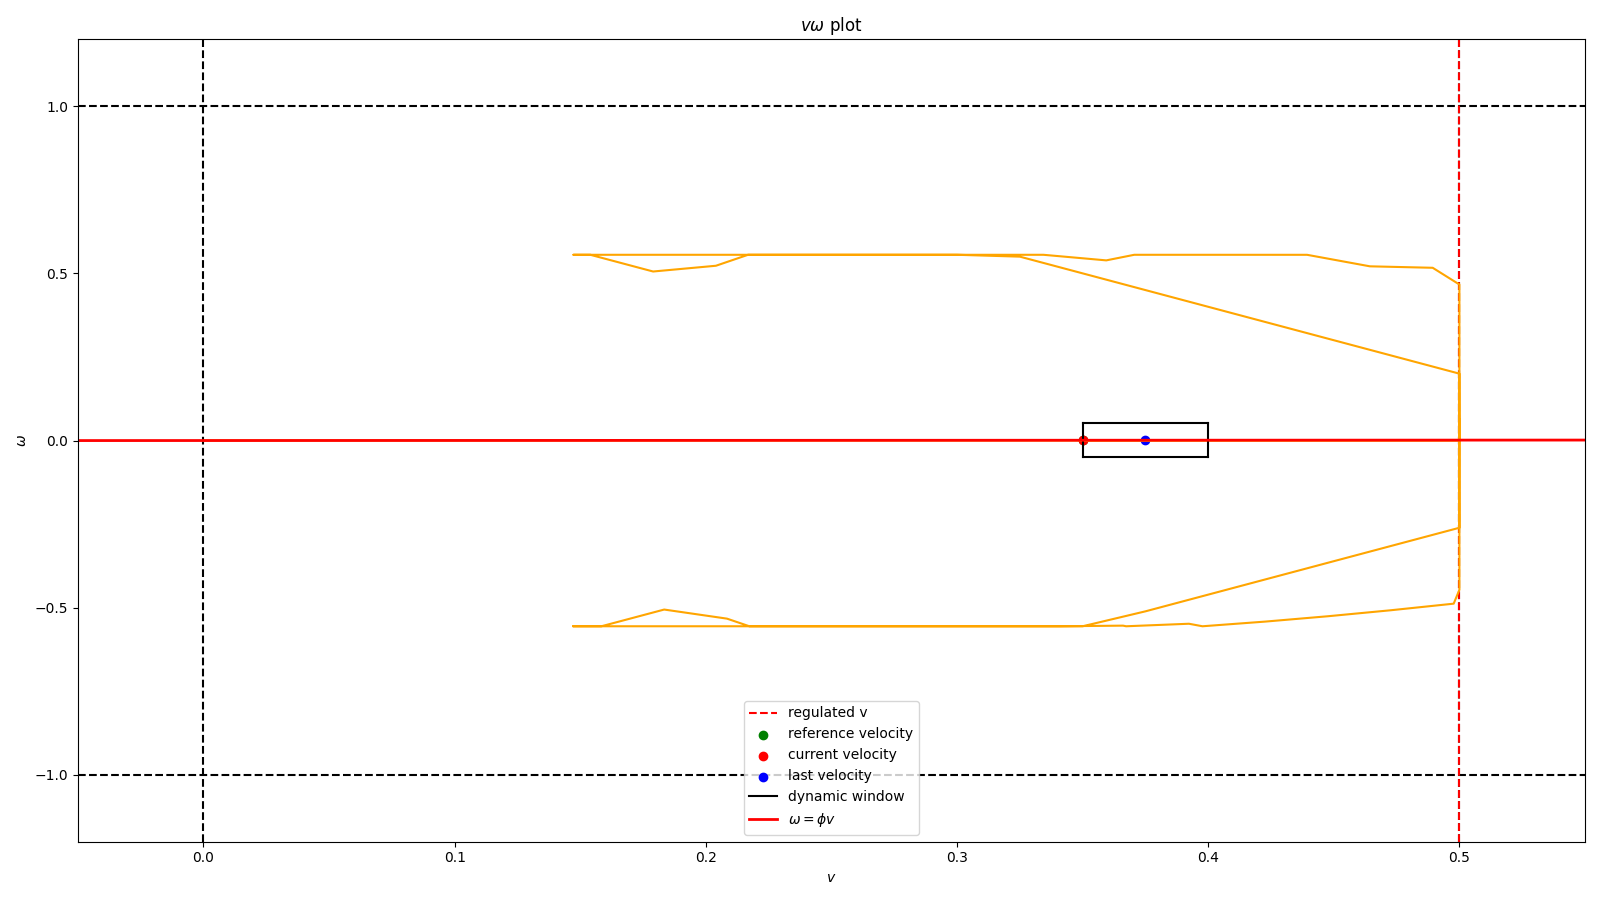 vω plot
1.0
0.5
0.0
−0.5
−1.0
ω
regulated v
reference velocity
current velocity
last velocity
dynamic window
ω = ϕv
0.0 0.1 0.2 0.3 0.4 0.5
v